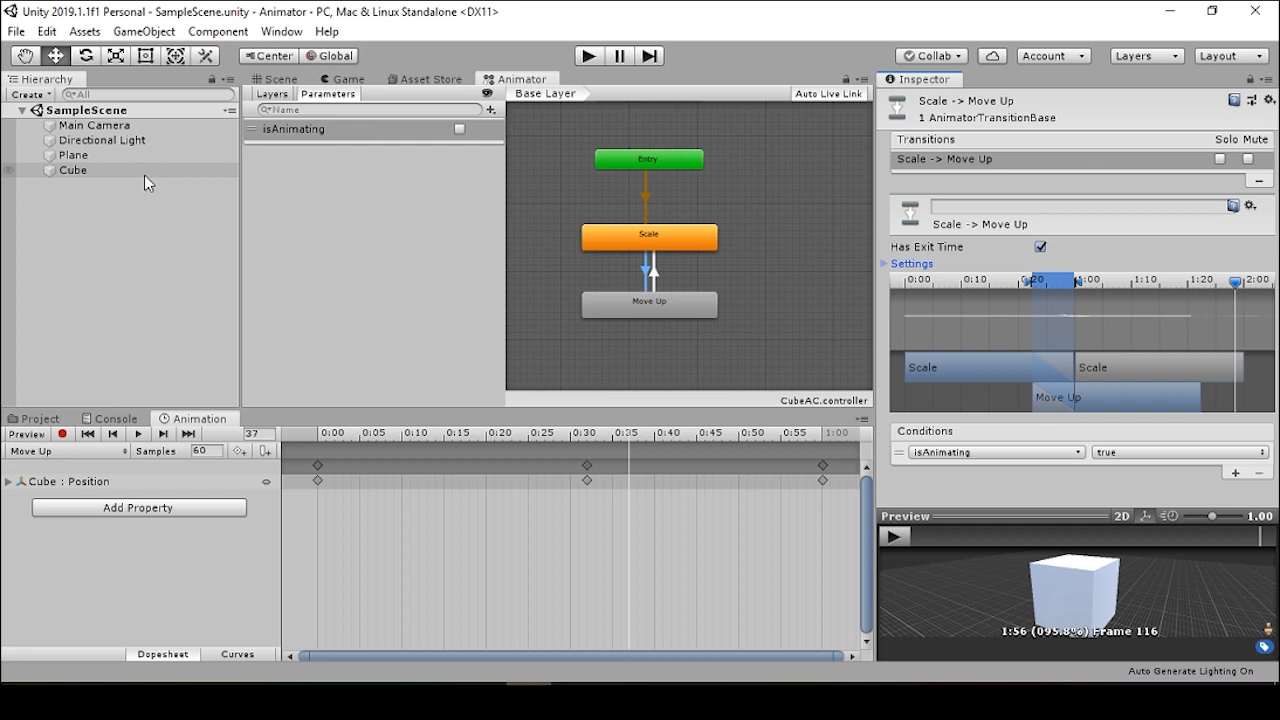 Unity 2019.1.1f1 Personal - SampleScene.unity - Animator - PC, Mac & Linux Standalone <DX11>
File Edit Assets GameObject Component Window Help
Center Global Collab Account Layers Layout
Hierarchy
Create All
SampleScene
Main Camera
Directional Light
Plane
Cube
Scene Game Asset Store Animator
Layers Parameters Base Layer Auto Live Link
Name
isAnimating
Entry
Scale
Move Up
CubeAC.controller
Inspector
Scale -> Move Up
1 AnimatorTransitionBase
Transitions Solo Mute
Scale -> Move Up
Scale -> Move Up
Has Exit Time
Settings
0:00 0:10 0:20 1:00 1:10 1:20 2:00
Scale Scale
Move Up
Conditions
isAnimating true
Preview 2D 1.00
1:56 (095.8%) Frame 116
Project Console Animation
Preview 37 0:00 0:05 0:10 0:15 0:20 0:25 0:30 0:35 0:40 0:45 0:50 0:55 1:00
Move Up Samples 60
Cube : Position
Add Property
Dopesheet Curves
Auto Generate Lighting On